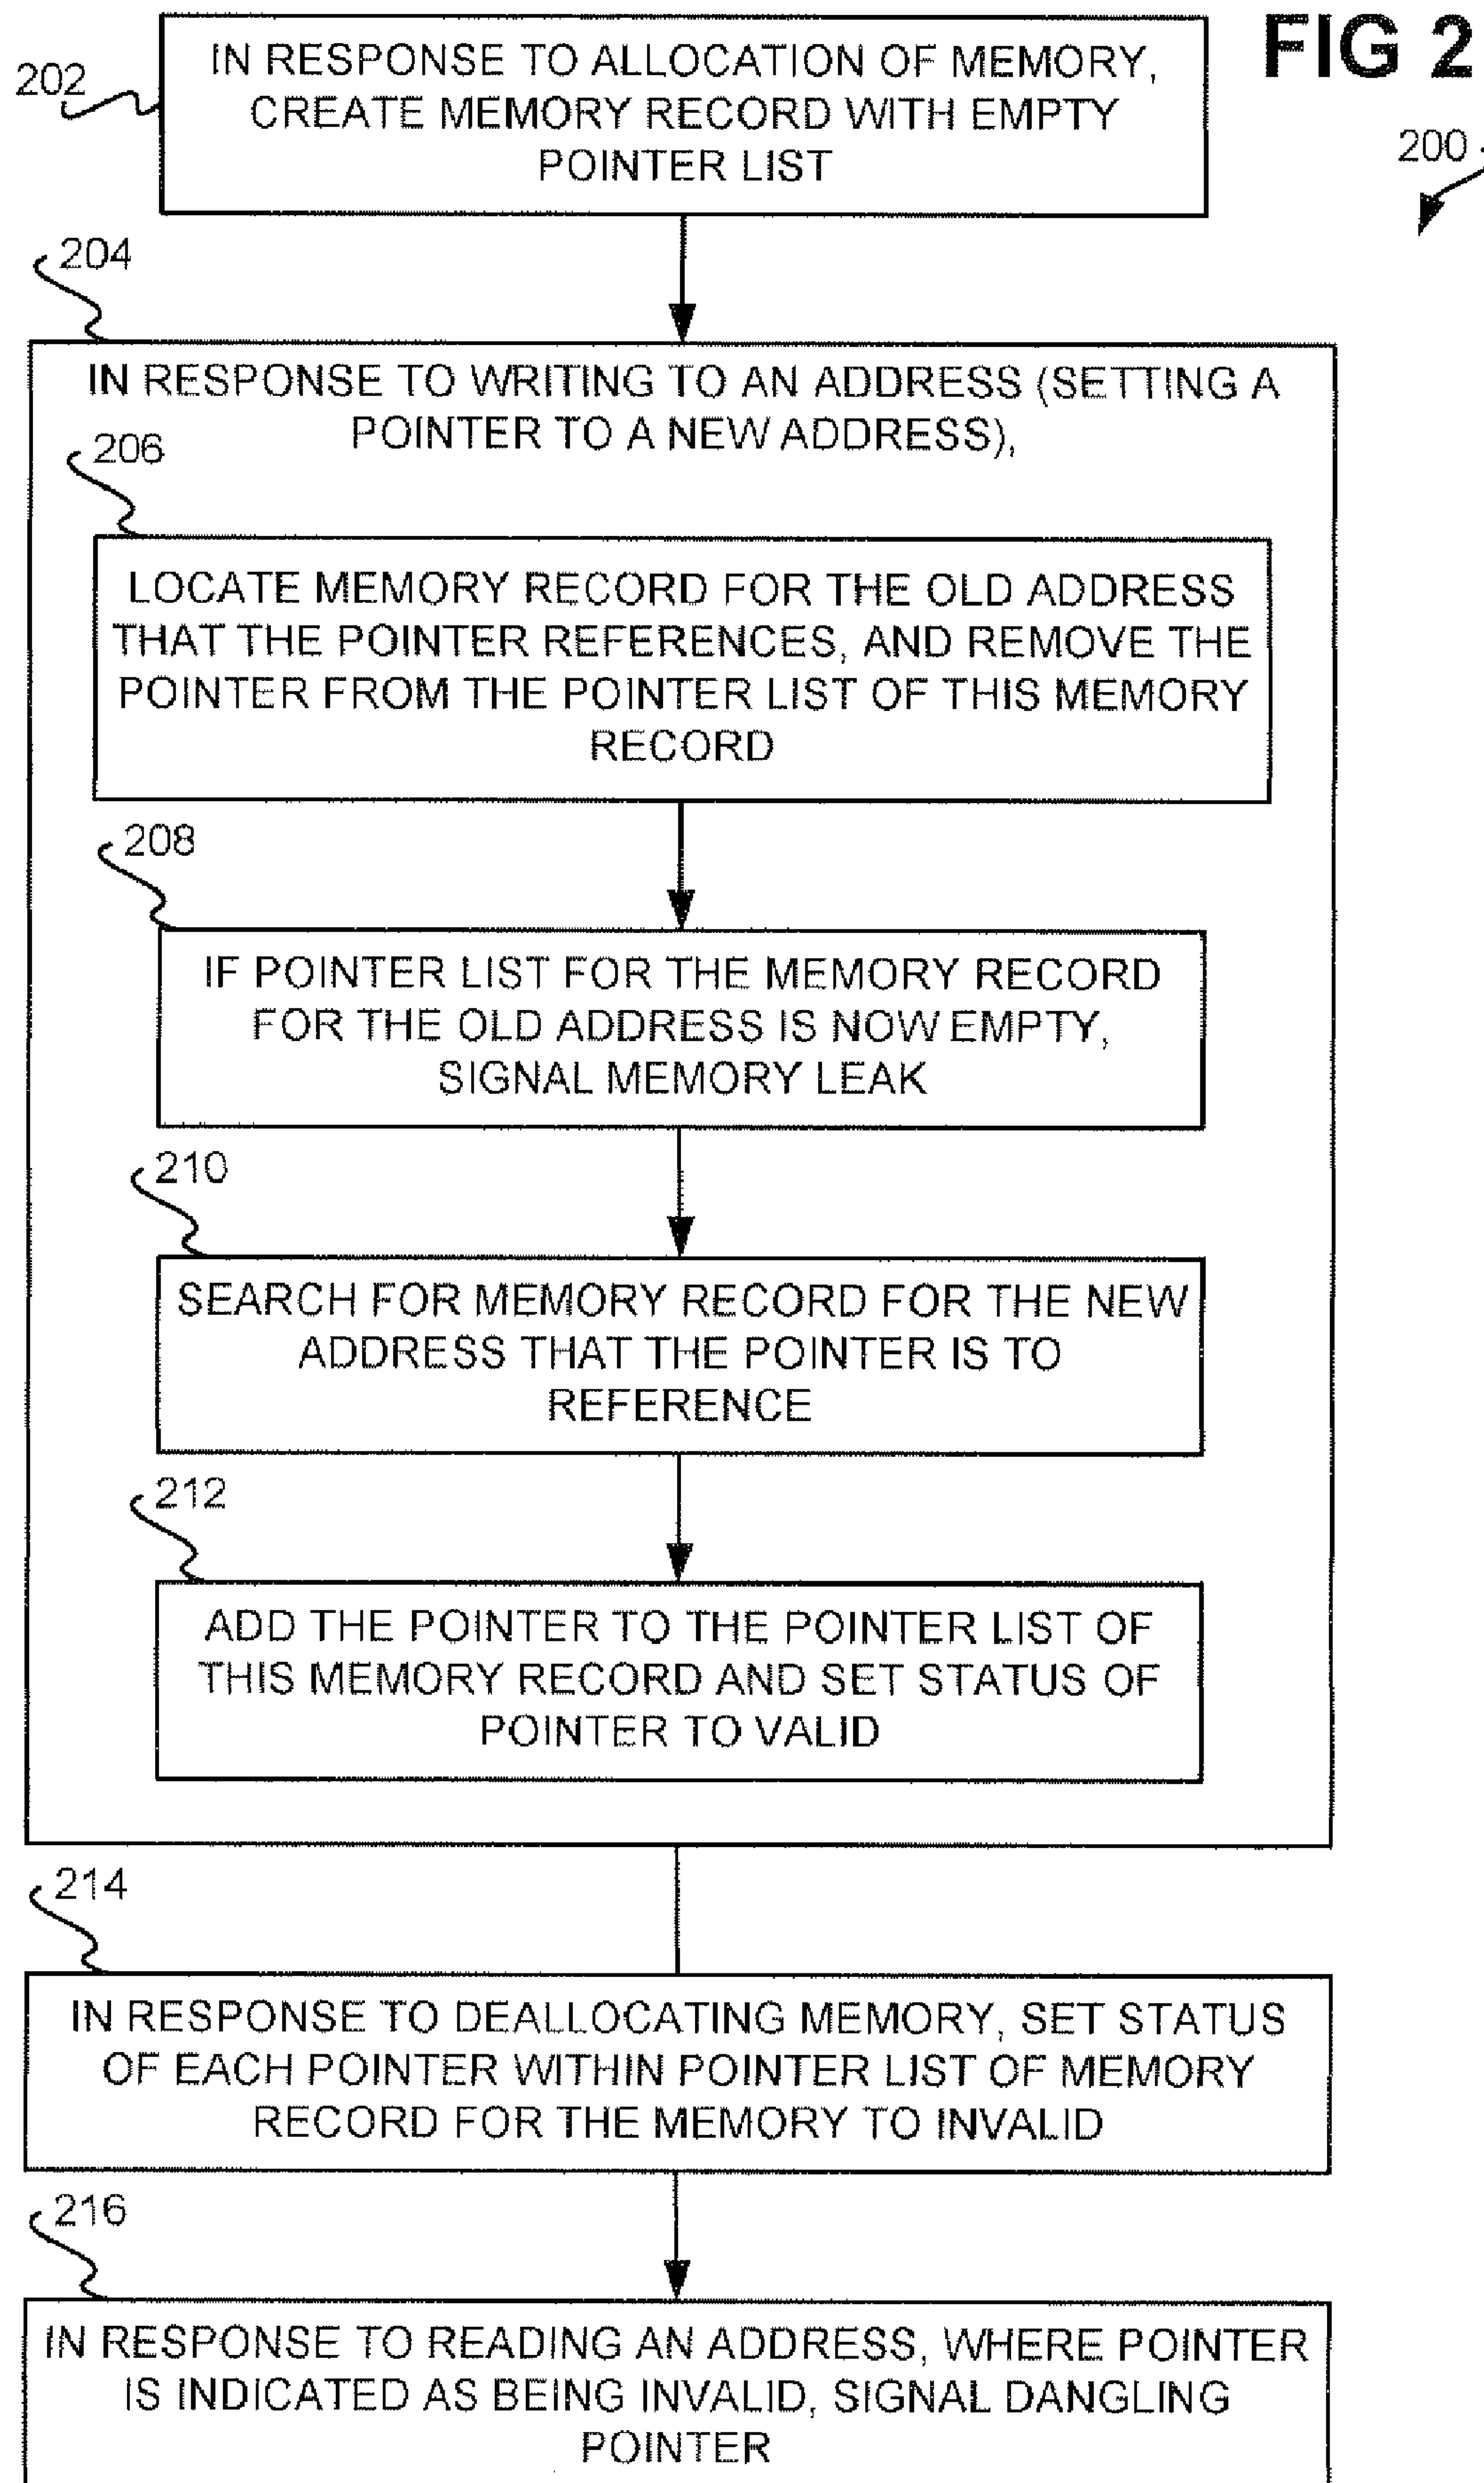 FIG 2
200
202
IN RESPONSE TO ALLOCATION OF MEMORY,
CREATE MEMORY RECORD WITH EMPTY
POINTER LIST
204
IN RESPONSE TO WRITING TO AN ADDRESS (SETTING A
POINTER TO A NEW ADDRESS),
206
LOCATE MEMORY RECORD FOR THE OLD ADDRESS
THAT THE POINTER REFERENCES, AND REMOVE THE
POINTER FROM THE POINTER LIST OF THIS MEMORY
RECORD
208
IF POINTER LIST FOR THE MEMORY RECORD
FOR THE OLD ADDRESS IS NOW EMPTY,
SIGNAL MEMORY LEAK
210
SEARCH FOR MEMORY RECORD FOR THE NEW
ADDRESS THAT THE POINTER IS TO
REFERENCE
212
ADD THE POINTER TO THE POINTER LIST OF
THIS MEMORY RECORD AND SET STATUS OF
POINTER TO VALID
214
IN RESPONSE TO DEALLOCATING MEMORY, SET STATUS
OF EACH POINTER WITHIN POINTER LIST OF MEMORY
RECORD FOR THE MEMORY TO INVALID
216
IN RESPONSE TO READING AN ADDRESS, WHERE POINTER
IS INDICATED AS BEING INVALID, SIGNAL DANGLING
POINTER